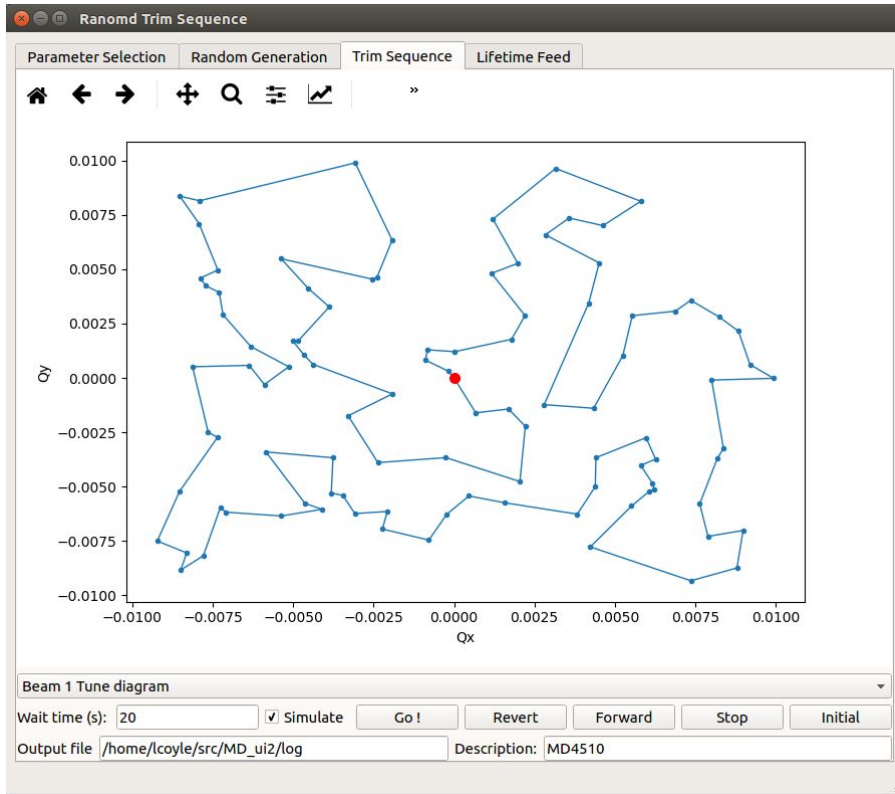 Ranomd Trim Sequence
Parameter Selection Random Generation Trim Sequence Lifetime Feed
»
0.0100
0.0075
0.0050
0.0025
0.0000
−0.0025
−0.0050
−0.0075
−0.0100
Qy
−0.0100 −0.0075 −0.0050 −0.0025 0.0000 0.0025 0.0050 0.0075 0.0100
Qx
Beam 1 Tune diagram
Wait time (s): 20 Simulate Go ! Revert Forward Stop Initial
Output file /home/lcoyle/src/MD_ui2/log Description: MD4510